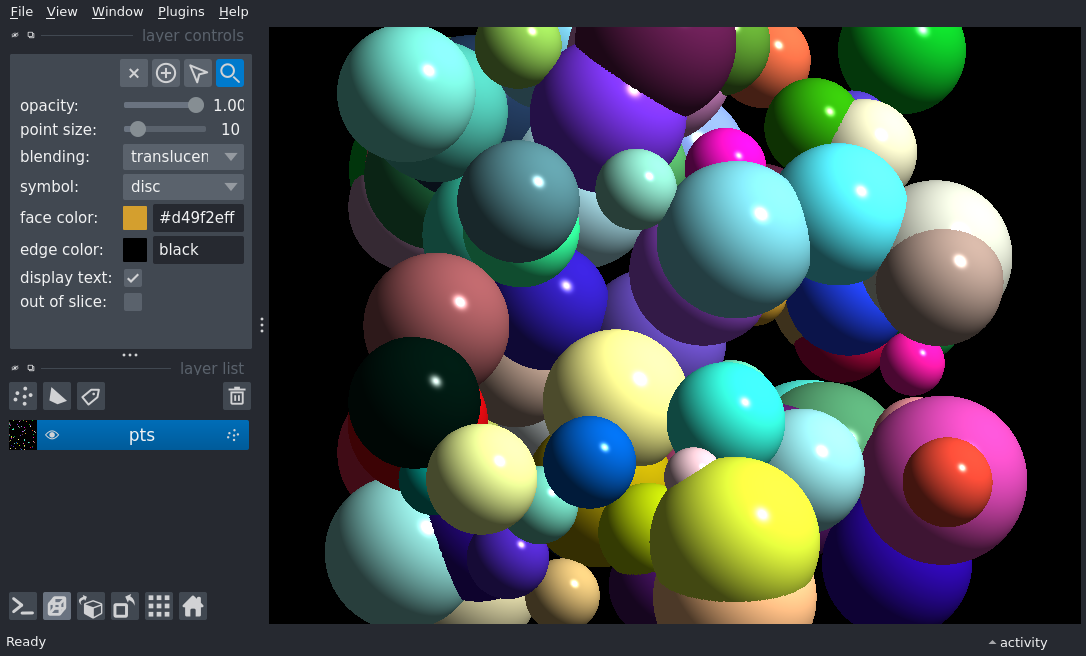 File View Window Plugins Help
layer controls
opacity: 1.00
point size: 10
blending: translucen
symbol: disc
face color: #d49f2eff
edge color: black
display text:
out of slice:
layer list
pts
Ready
activity